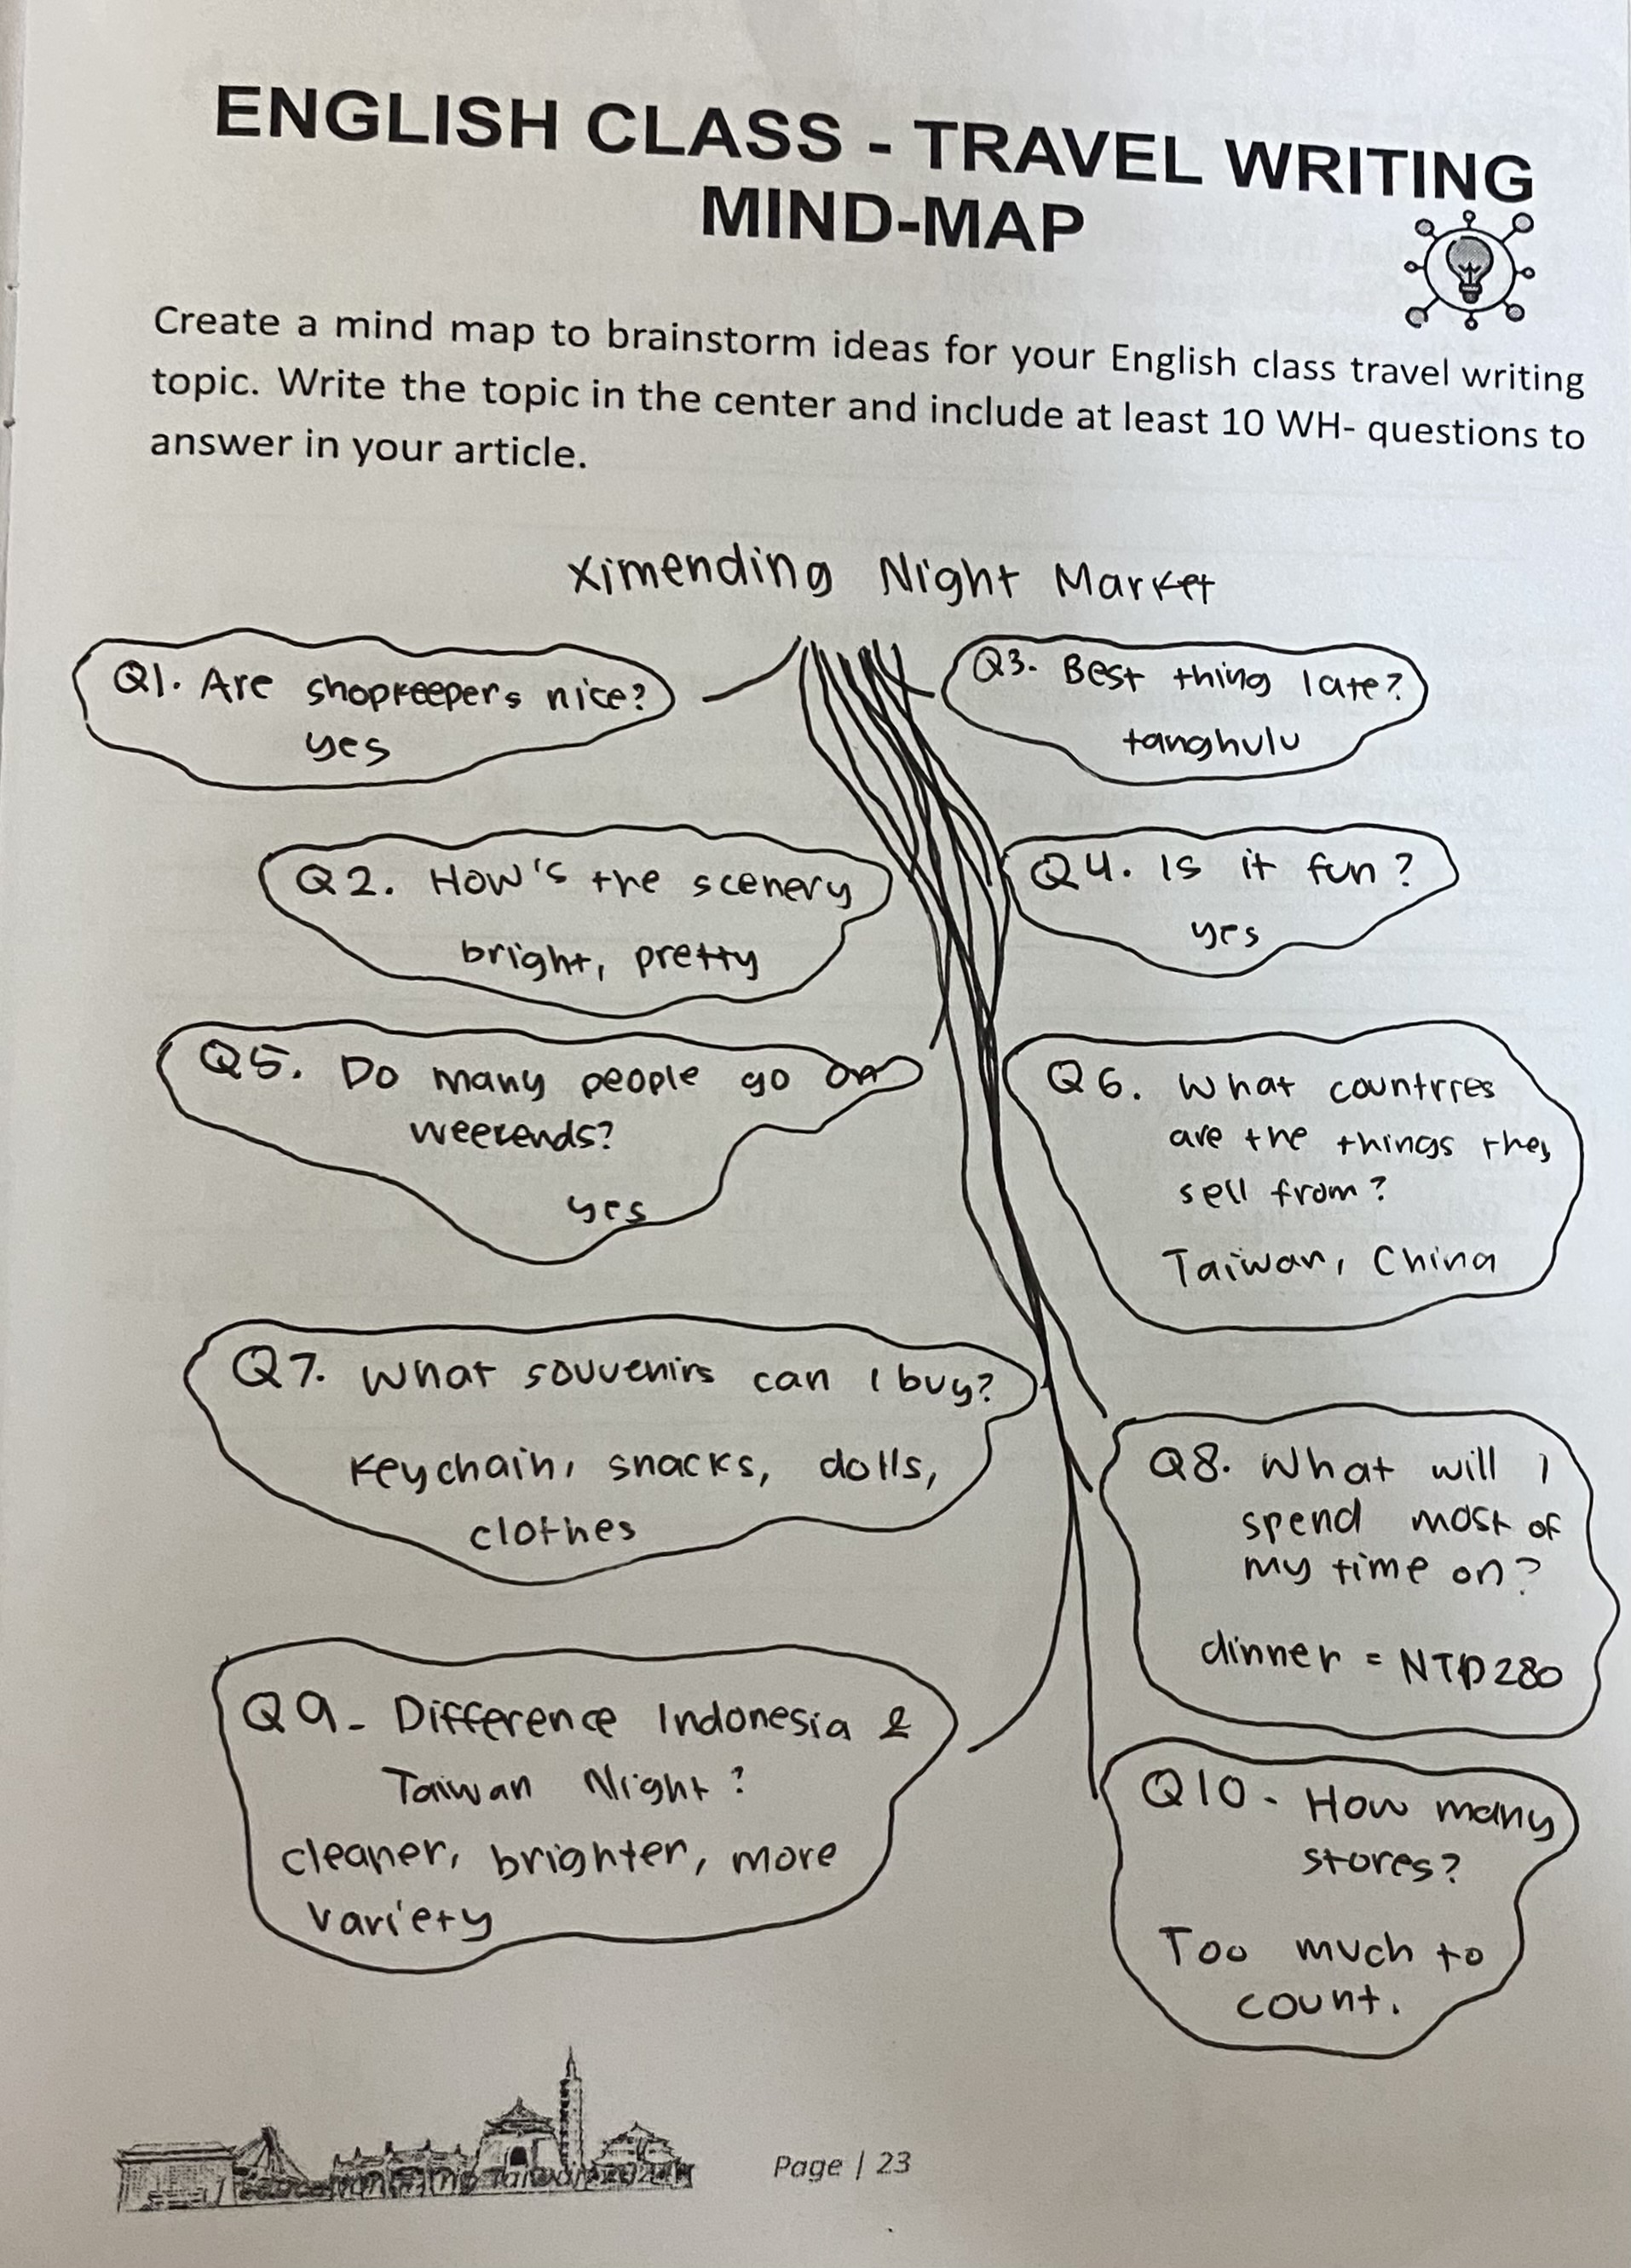 ENGLISH CLASS - TRAVEL WRITING
MIND-MAP
Create a mind map to brainstorm ideas for your English class travel writing
topic. Write the topic in the center and include at least 10 WH- questions to
answer in your article.
Ximending Night Market
Q1. Are shopkeepers nice?
yes
Q3. Best thing I ate?
tanghulu
Q2. How's the scenery
bright, pretty
Q4. Is it fun?
yes
Q5. Do many people go on
weekends?
yes
Q6. What countries
are the things they
sell from?
Taiwan, China
Q7. What souvenirs can I buy?
Keychain, snacks, dolls,
clothes
Q8. What will I
spend most of
my time on?
dinner = NTD280
Q9. Difference Indonesia &
Taiwan Night?
cleaner, brighter, more
variety
Q10. How many
stores?
Too much to
count.
Page | 23